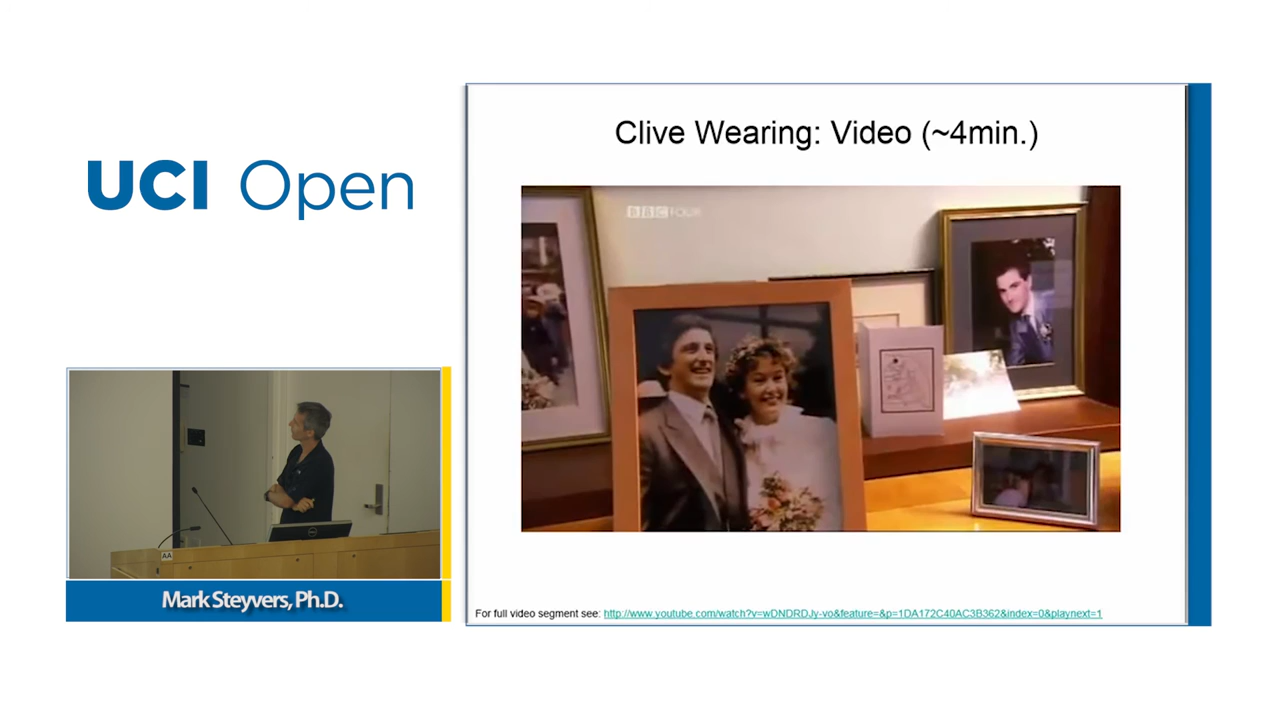 UCI Open
Clive Wearing: Video (~4min.)
BBC FOUR
AA
Mark Steyvers, Ph.D.
For full video segment see: http://www.youtube.com/watch?v=wDNDRDJy-vo&feature=&p=1DA172C40AC3B362&index=0&playnext=1